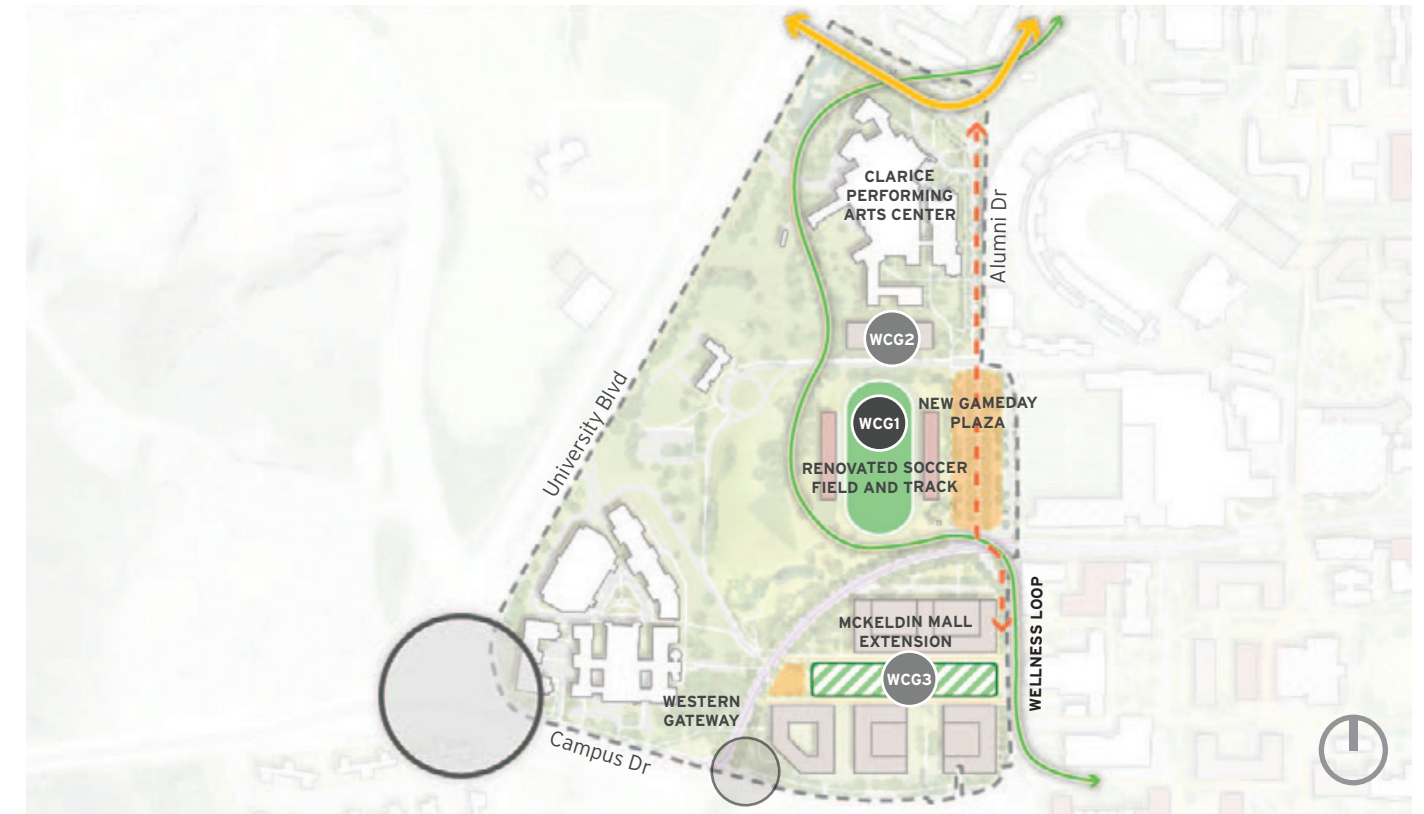 CLARICE
PERFORMING
ARTS CENTER
Alumni Dr
WCG2
University Blvd
NEW GAMEDAY
PLAZA
WCG1
RENOVATED SOCCER
FIELD AND TRACK
MCKELDIN MALL
EXTENSION
WELLNESS LOOP
WCG3
WESTERN
GATEWAY
Campus Dr